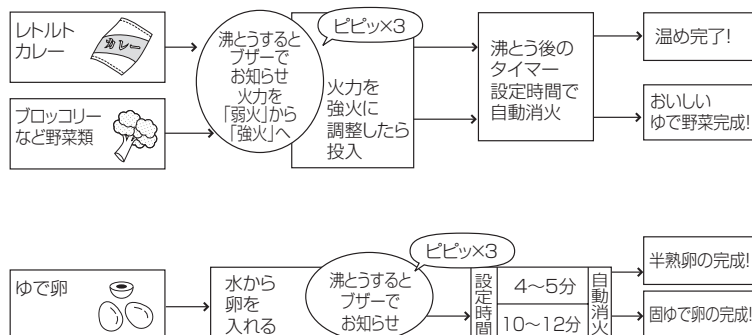 レトルト
カレー
カレー
沸とうすると
ブザーで
お知らせ
火力を
「弱火」から
「強火」へ
ピピッ×3
火力を
強火に
調整したら
投入
沸とう後の
タイマー
設定時間で
自動消火
温め完了!
ブロッコリー
など野菜類
おいしい
ゆで野菜完成!
ゆで卵
水から
卵を
入れる
沸とうすると
ブザーで
お知らせ
ピピッ×3
設定時間
4〜5分
10〜12分
自動消火
半熟卵の完成!
固ゆで卵の完成!